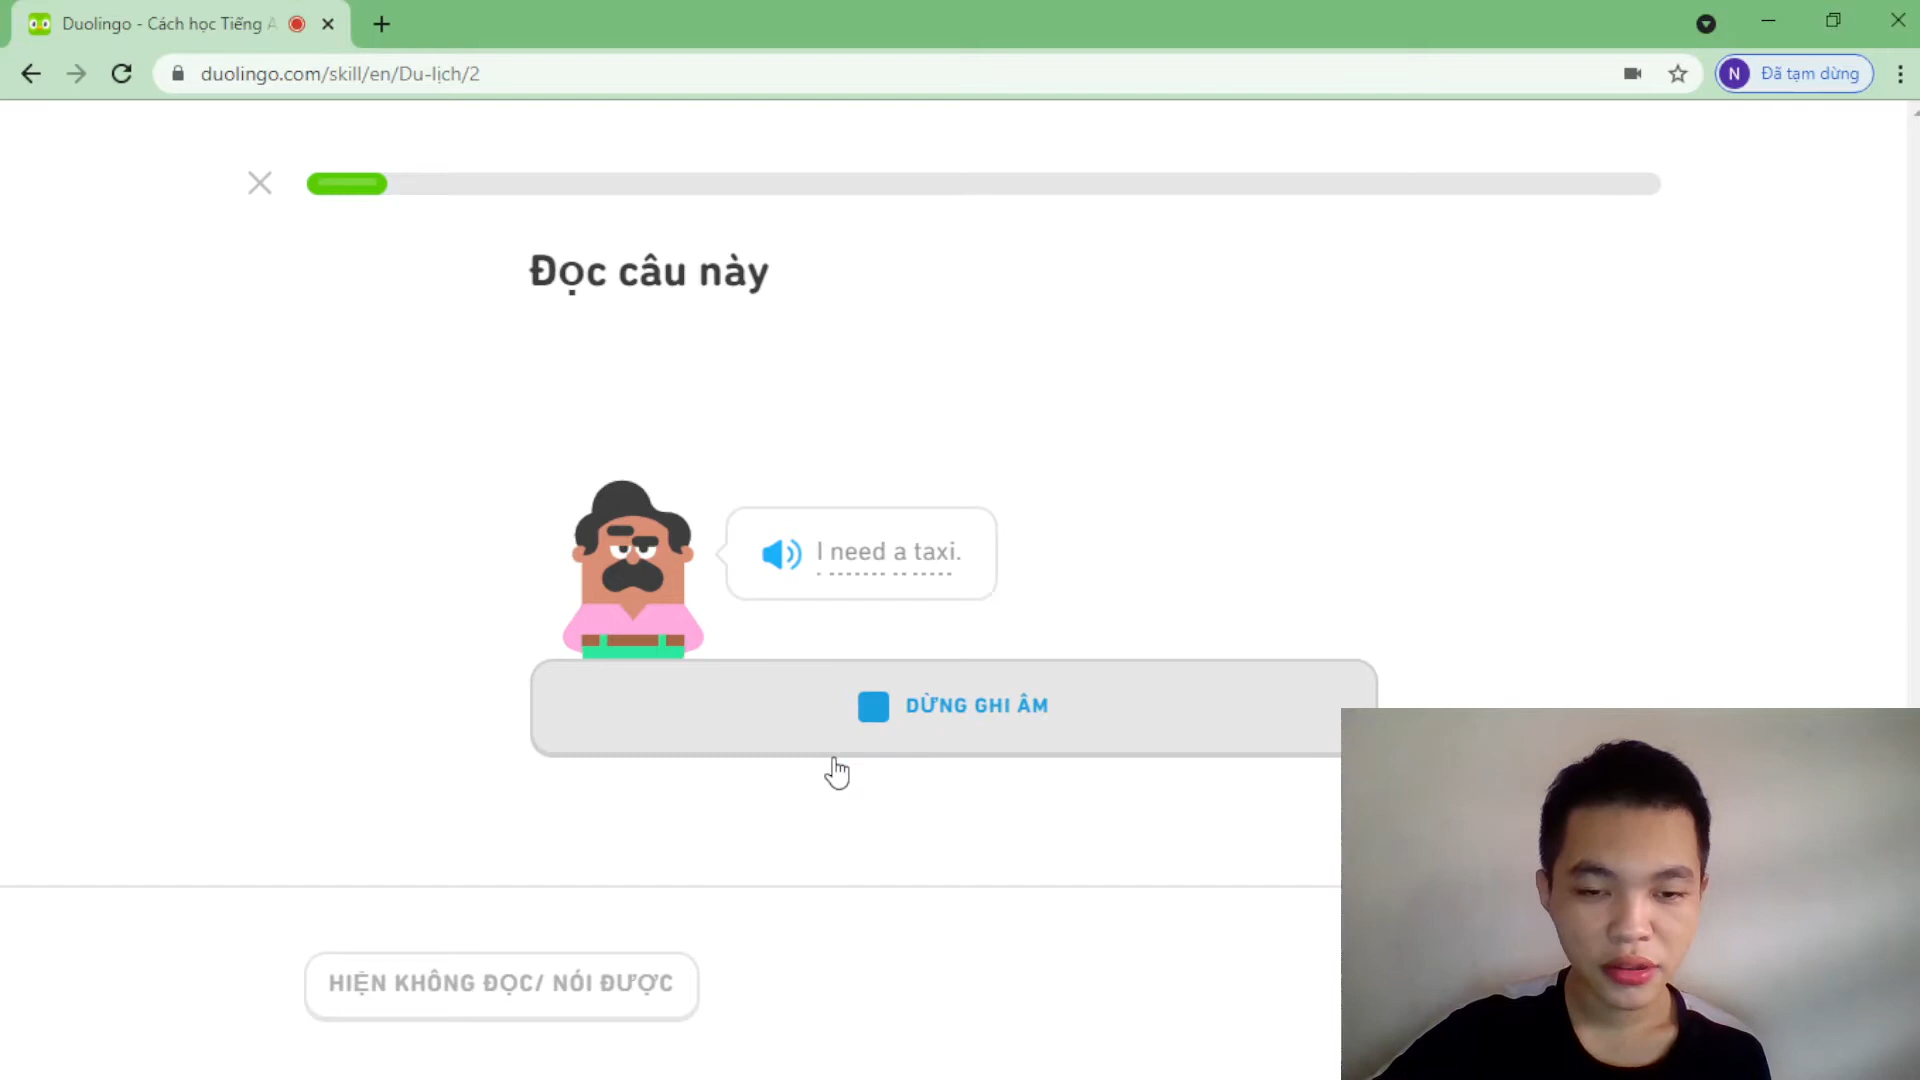 Duolingo - Cách học Tiếng A
duolingo.com/skill/en/Du-lịch/2
N Đã tạm dừng
Đọc câu này
I need a taxi.
DỪNG GHI ÂM
HIỆN KHÔNG ĐỌC/ NÓI ĐƯỢC